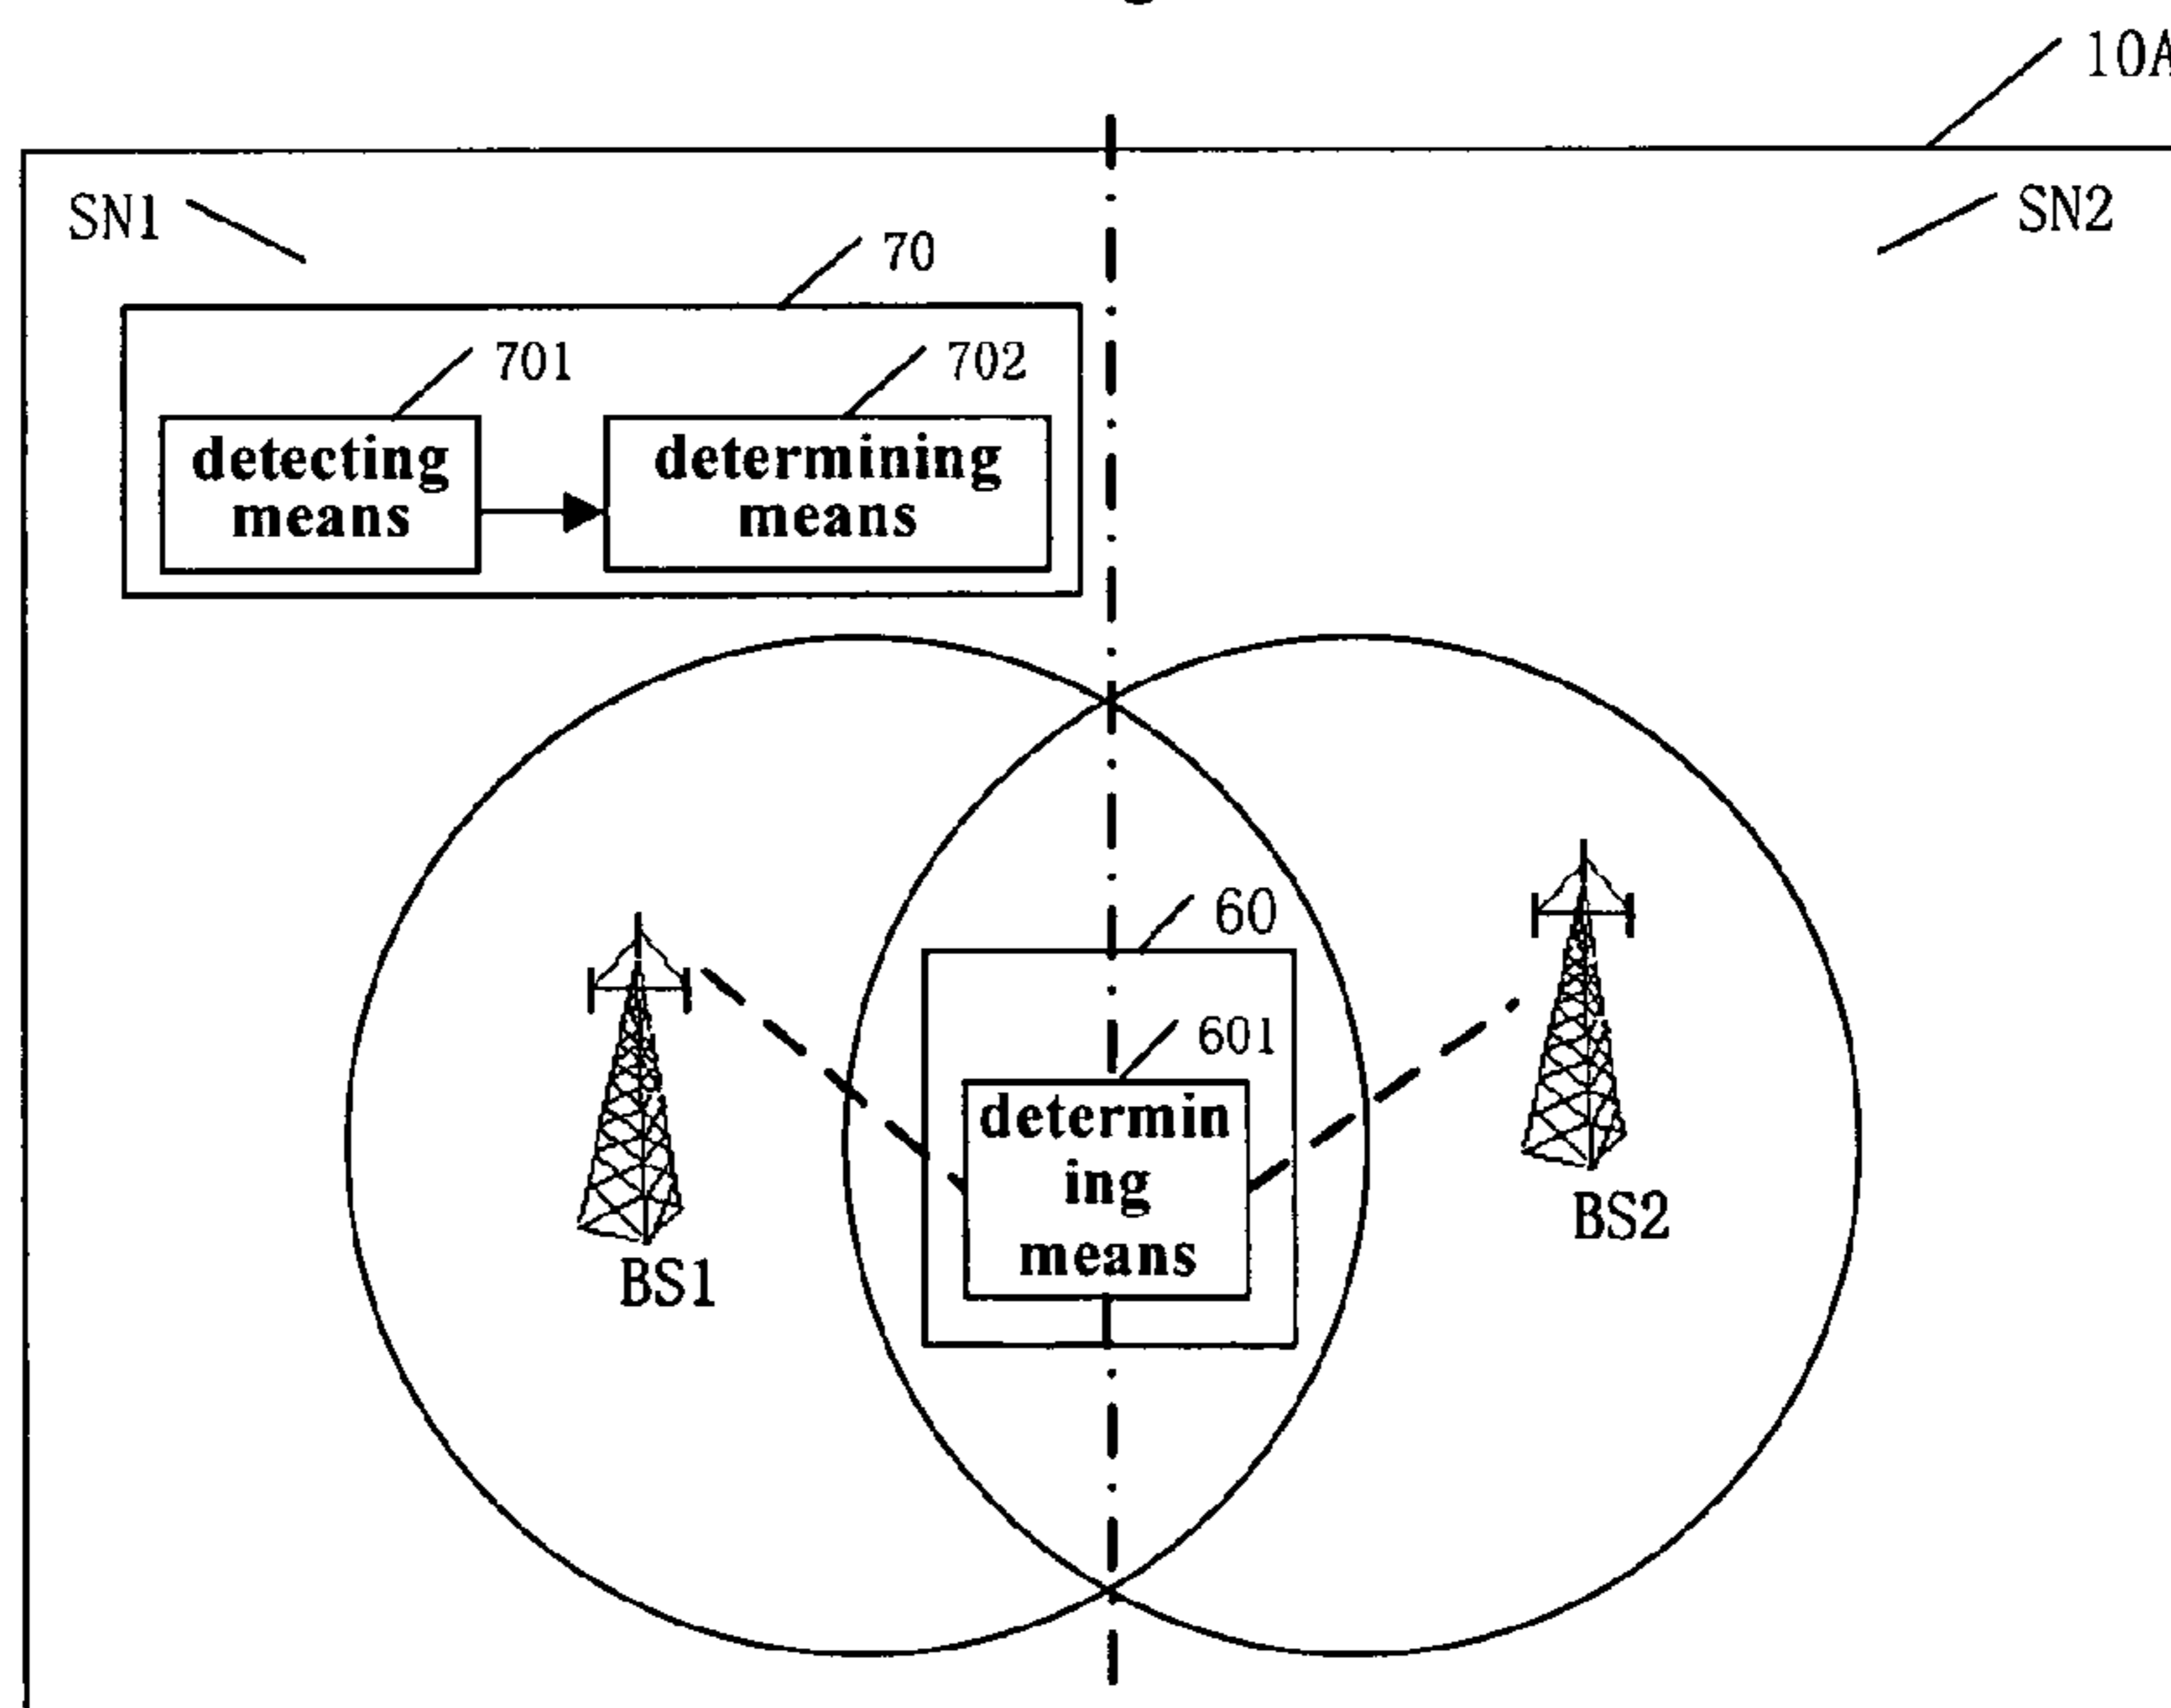 10A
SN1
SN2
70
701
702
detecting
means
determining
means
60
601
determin
ing
means
BS1
BS2